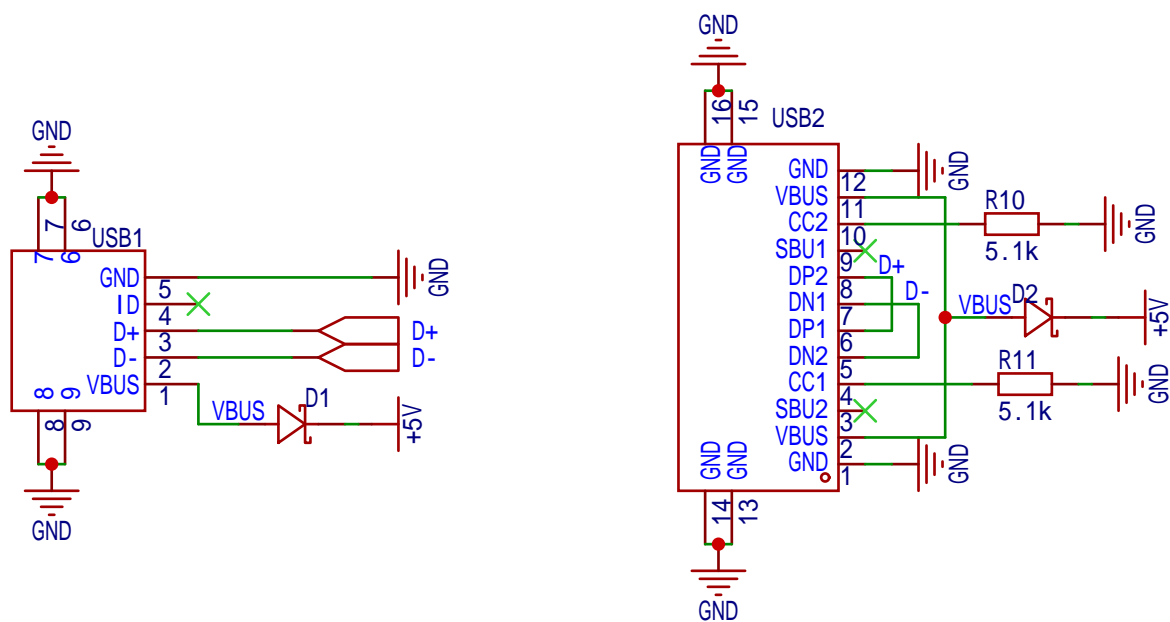 GND
7
6
USB1
7
6
GND
5
GND
ID
4
D+
3
D+
D-
2
D-
VBUS
1
8
9
VBUS
D1
+5V
8
9
GND
GND
16
15
USB2
GND
GND
GND
12
GND
VBUS
11
CC2
10
R10
5.1k
GND
SBU1
9
DP2
8
D+
DN1
7
D-
DP1
6
VBUS
D2
+5V
DN2
5
CC1
4
R11
5.1k
GND
SBU2
3
VBUS
2
GND
1
GND
GND
GND
14
13
GND